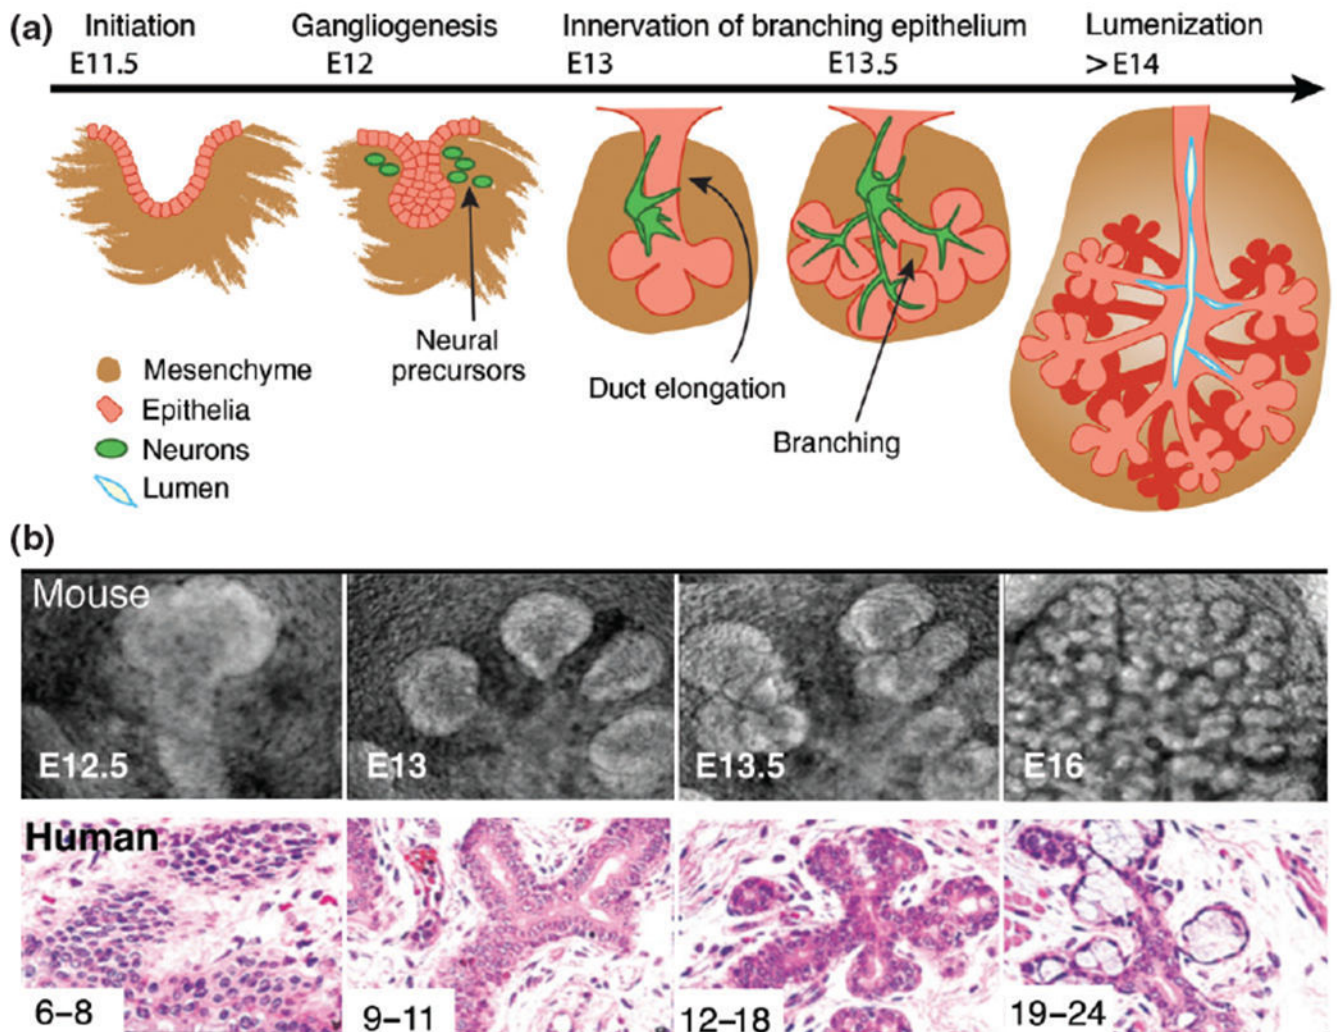 (a)
Initiation
E11.5
Gangliogenesis
E12
Innervation of branching epithelium
E13
E13.5
Lumenization
> E14
Neural
precursors
Duct elongation
Branching
Mesenchyme
Epithelia
Neurons
Lumen
(b)
Mouse
E12.5
E13
E13.5
E16
Human
6–8
9–11
12–18
19–24